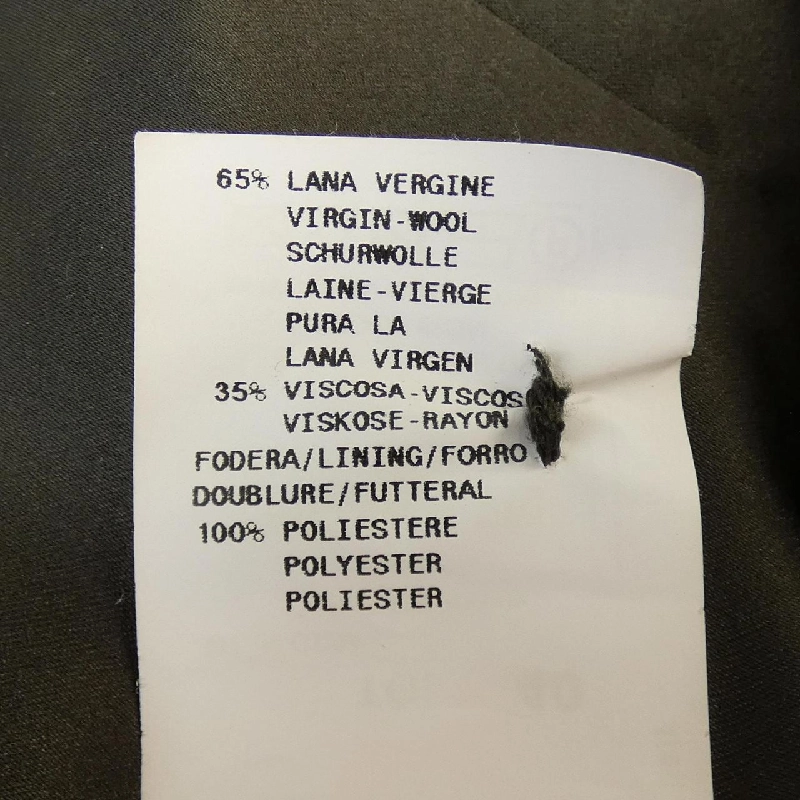 65% LANA VERGINE
VIRGIN-WOOL
SCHURWOLLE
LAINE-VIERGE
PURA LA
LANA VIRGEN
35% VISCOSA-VISCOS
VISKOSE-RAYON
FODERA/LINING/FORRO
DOUBLURE/FUTTERAL
100% POLIESTERE
POLYESTER
POLIESTER